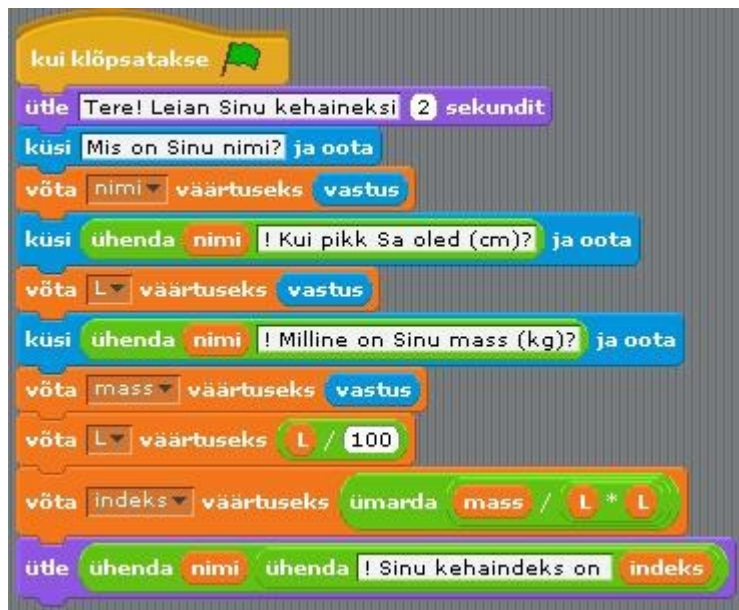 kui klõpsatakse
ütle Tere! Leian Sinu kehaineksi 2 sekundit
küsi Mis on Sinu nimi? ja oota
võta nimi väärtuseks vastus
küsi ühenda nimi ! Kui pikk Sa oled (cm)? ja oota
võta L väärtuseks vastus
küsi ühenda nimi ! Milline on Sinu mass (kg)? ja oota
võta mass väärtuseks vastus
võta L väärtuseks L / 100
võta indeks väärtuseks ümarda mass / L * L
ütle ühenda nimi ühenda ! Sinu kehaindeks on indeks